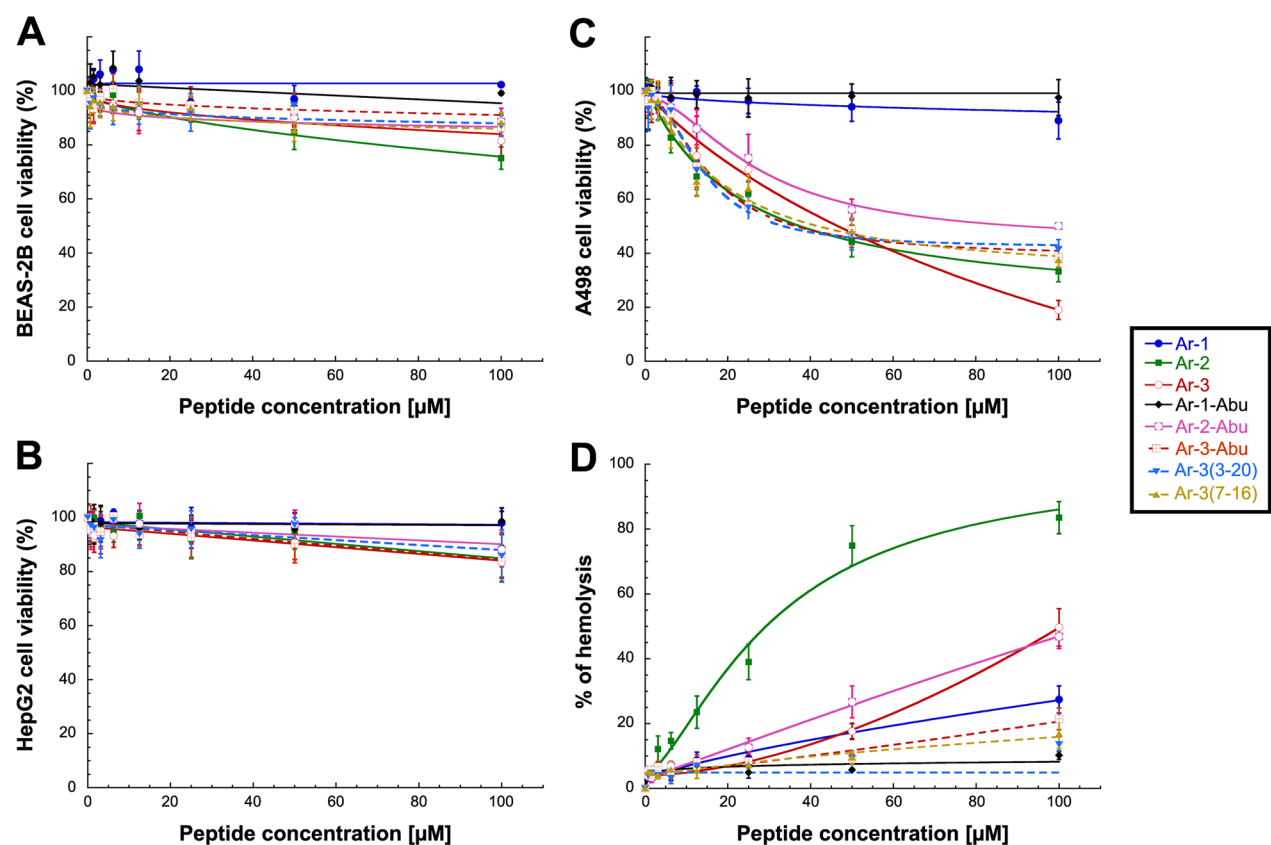 A
BEAS-2B cell viability (%)
120
100
80
60
40
20
0
0 20 40 60 80 100
Peptide concentration [µM]
C
A498 cell viability (%)
100
80
60
40
20
0
0 20 40 60 80 100
Peptide concentration [µM]
Ar-1
Ar-2
Ar-3
Ar-1-Abu
Ar-2-Abu
Ar-3-Abu
Ar-3(3-20)
Ar-3(7-16)
B
HepG2 cell viability (%)
100
80
60
40
20
0
0 20 40 60 80 100
Peptide concentration [µM]
D
% of hemolysis
100
80
60
40
20
0
0 20 40 60 80 100
Peptide concentration [µM]